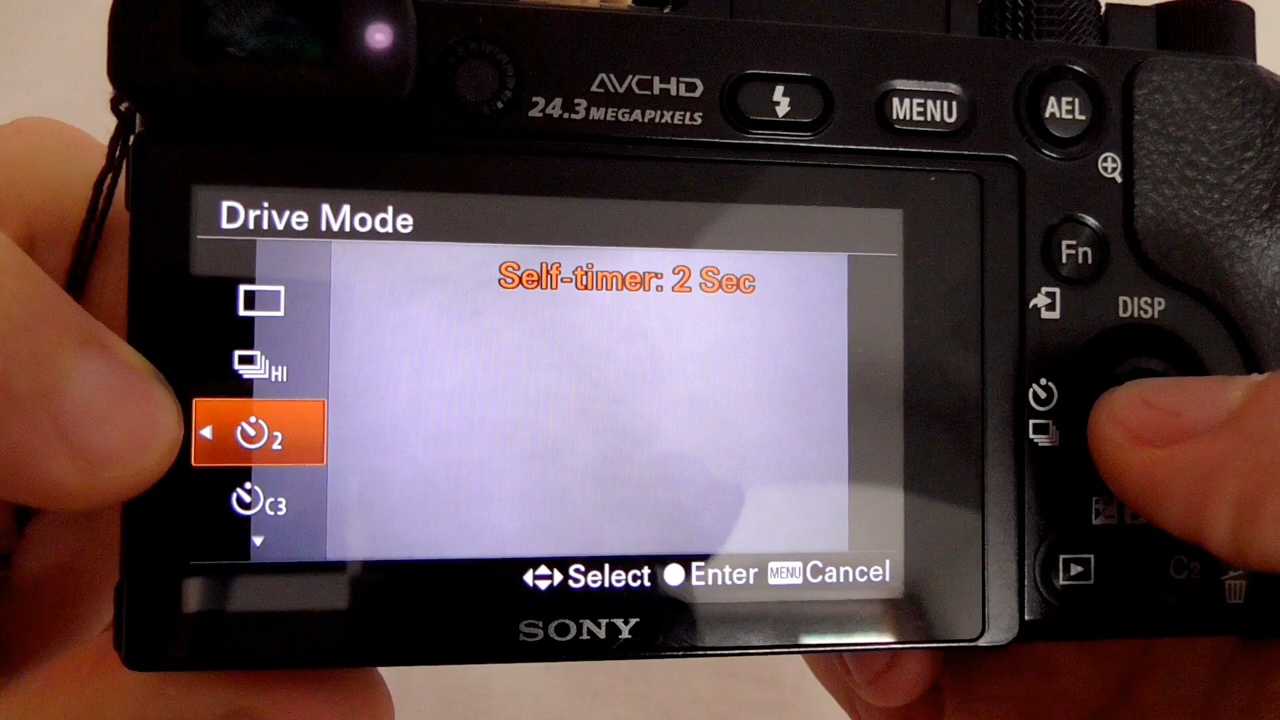 AVCHD
24.3 MEGAPIXELS
MENU
AEL
Fn
DISP
Drive Mode
Self-timer: 2 Sec
HI
2
C3
Select Enter MENU Cancel
SONY
C2